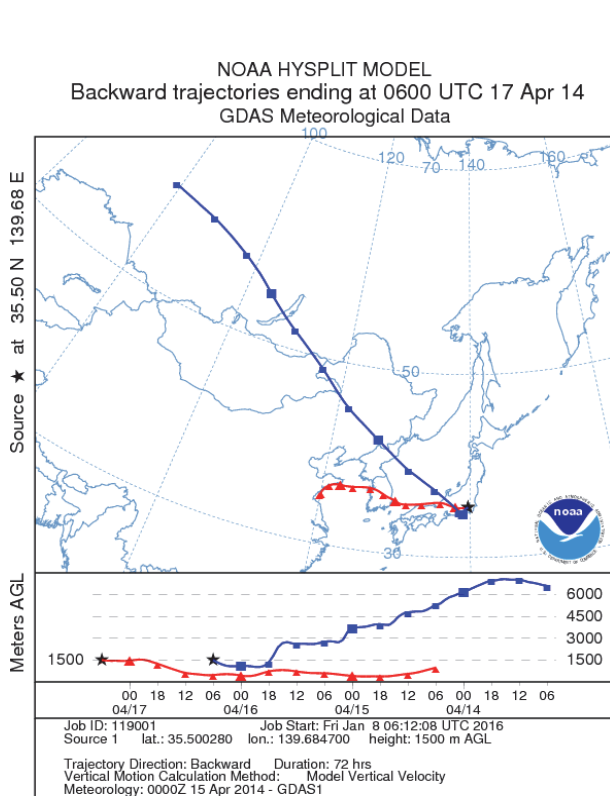 NOAA HYSPLIT MODEL
Backward trajectories ending at 0600 UTC 17 Apr 14
GDAS Meteorological Data
Source ★ at 35.50 N 139.68 E
100
120
70
140
160
50
30
noaa
Meters AGL
6000
4500
3000
1500
1500
00 18 12 06 00 18 12 06 00 18 12 06 00 18 12 06
04/17 04/16 04/15 04/14
Job ID: 119001 Job Start: Fri Jan 8 06:12:08 UTC 2016
Source 1 lat.: 35.500280 lon.: 139.684700 height: 1500 m AGL
Trajectory Direction: Backward Duration: 72 hrs
Vertical Motion Calculation Method: Model Vertical Velocity
Meteorology: 0000Z 15 Apr 2014 - GDAS1